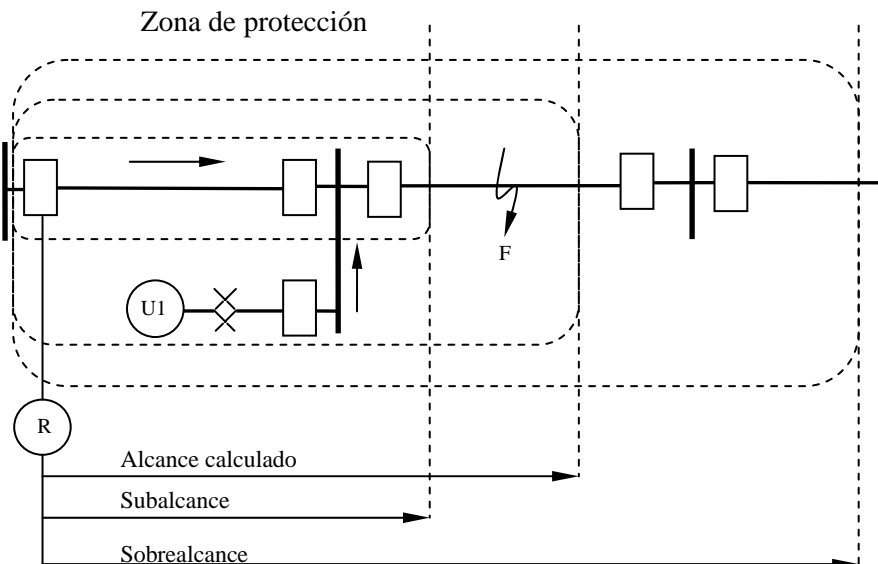 Zona de protección
F
U1
R
Alcance calculado
Subalcance
Sobrealcance